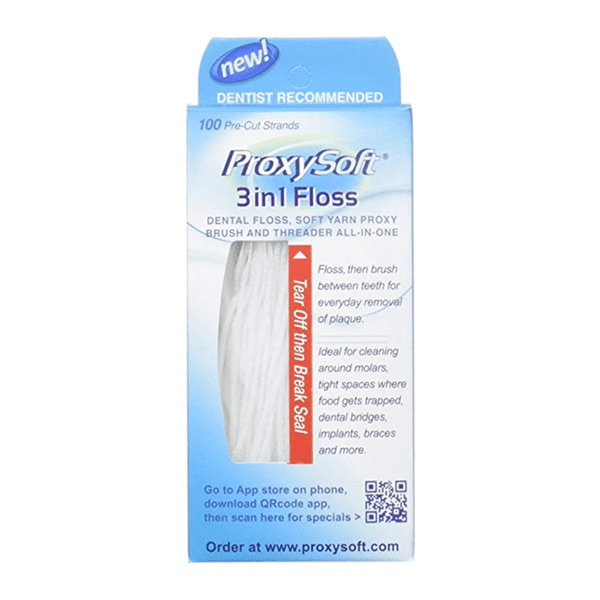 new!
DENTIST RECOMMENDED
100 Pre-Cut Strands
ProxySoft®
3in1 Floss
DENTAL FLOSS, SOFT YARN PROXY
BRUSH AND THREADER ALL-IN-ONE
Tear Off then Break Seal
Floss, then brush
between teeth for
everyday removal
of plaque.
Ideal for cleaning
around molars,
tight spaces where
food gets trapped,
dental bridges,
implants, braces
and more.
Go to App store on phone,
download QRcode app,
then scan here for specials >
Order at www.proxysoft.com